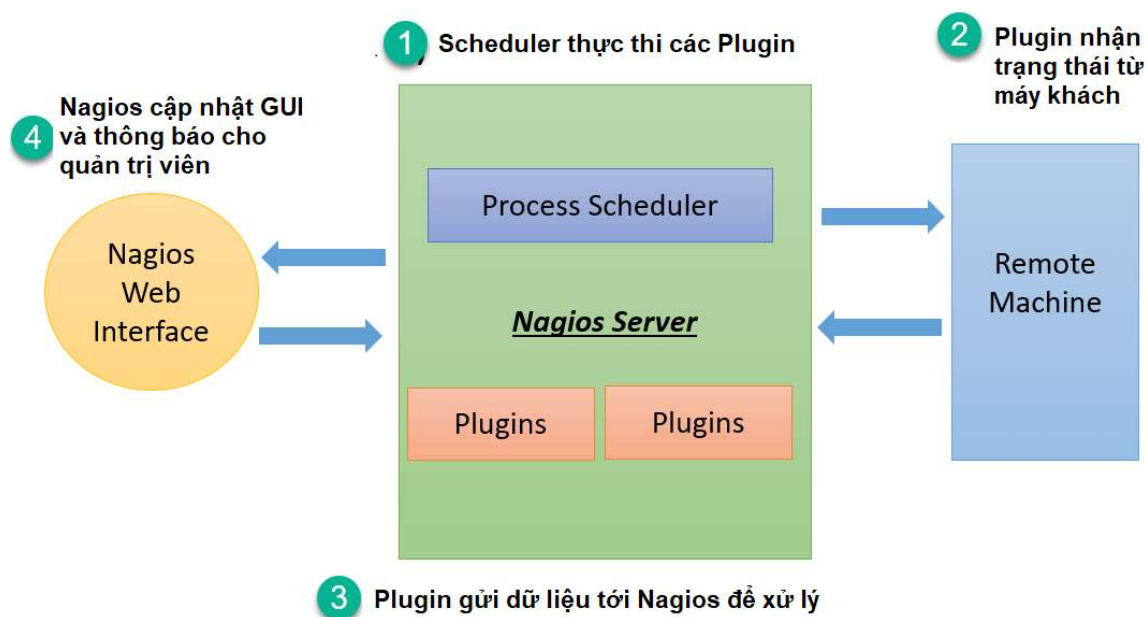 1 Scheduler thực thi các Plugin
2 Plugin nhận
trạng thái từ
máy khách
4 Nagios cập nhật GUI
và thông báo cho
quản trị viên
Process Scheduler
Nagios
Web
Interface
Remote
Machine
Nagios Server
Plugins
Plugins
3 Plugin gửi dữ liệu tới Nagios để xử lý